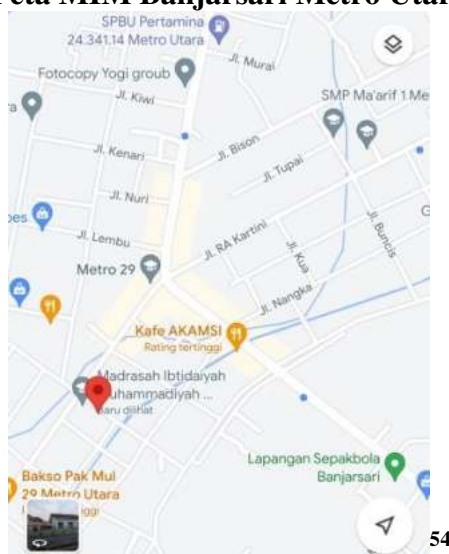 Peta MIM Banjarsari Metro Utar
SPBU Pertamina
24.341.14 Metro Utara
Jl. Murai
Fotocopy Yogi groub
Jl. Kiwi
SMP Ma'arif 1 Me
a
Jl. Bison
Jl. Kenari
Jl. Tupai
Jl. Nuri
bes
Jl. Lembu
Jl. RA Kartini
Jl. Kua
Jl. Buncis
G
Metro 29
Jl. Nangka
Kafe AKAMSI
Rating tertinggi
Madrasah Ibtidaiyah
Muhammadiyah ...
Baru dilihat
Lapangan Sepakbola
Banjarsari
Bakso Pak Mul
29 Metro Utara
54